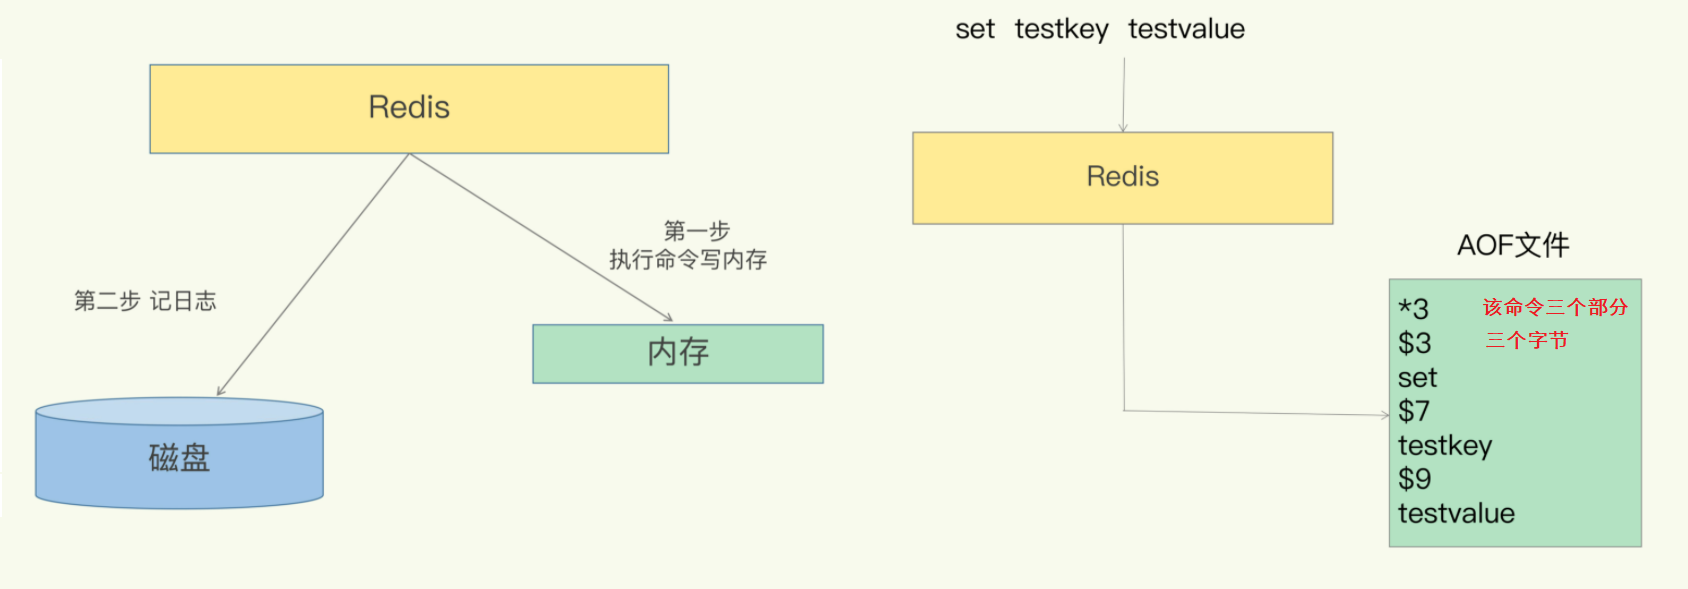 Redis
第一步
执行命令写内存
第二步 记日志
内存
磁盘
set testkey testvalue
Redis
AOF文件
*3 该命令三个部分
$3 三个字节
set
$7
testkey
$9
testvalue